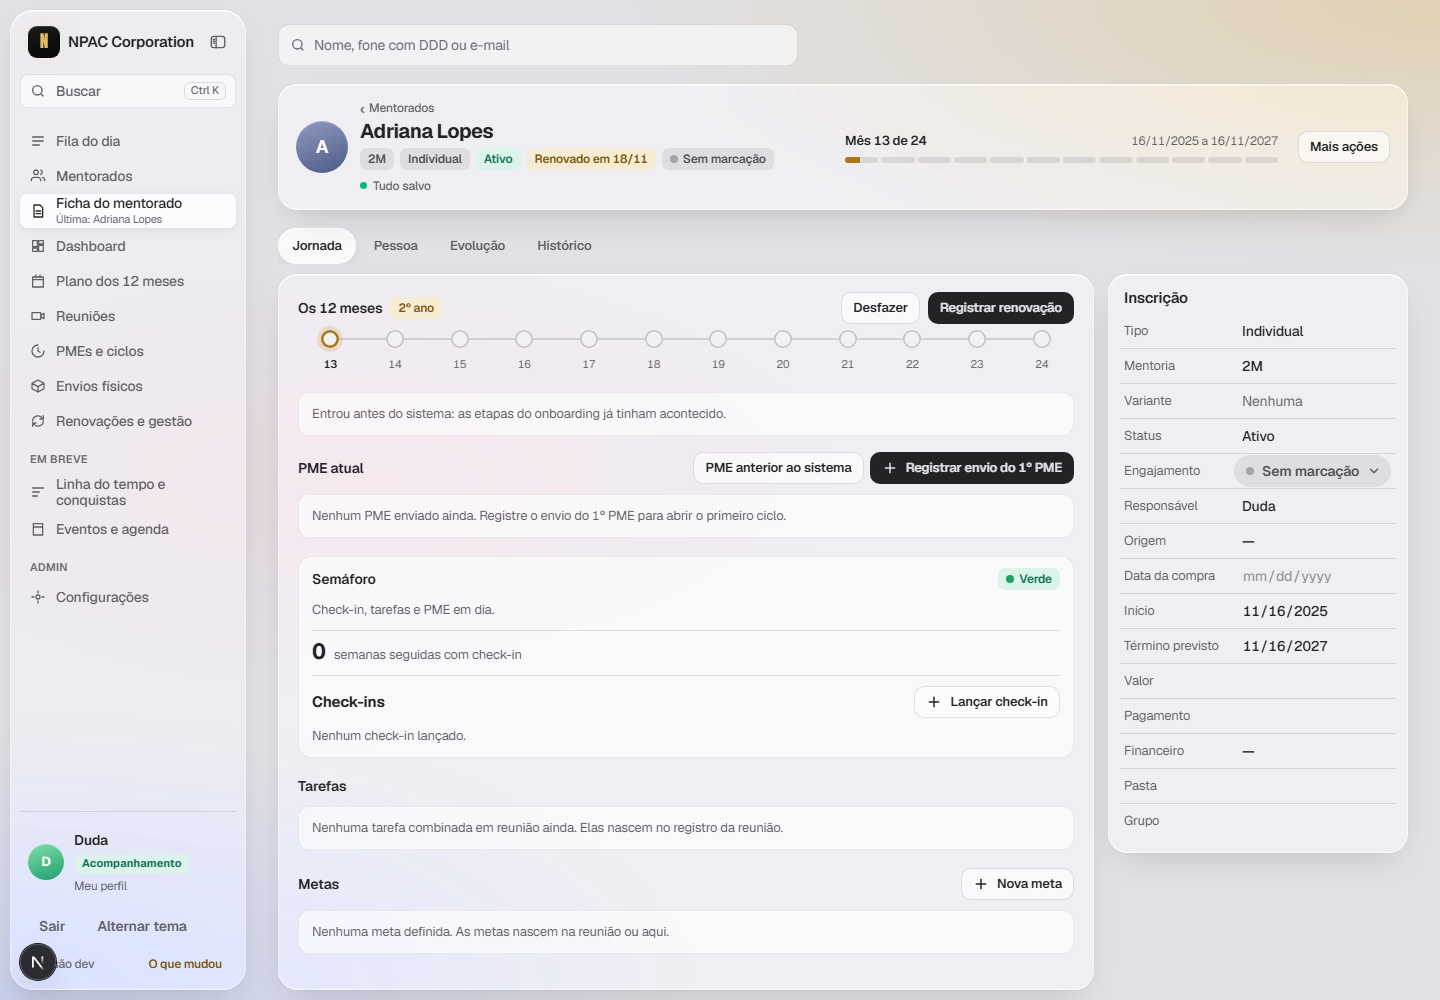 N
NPAC Corporation
Buscar
Ctrl K
Fila do dia
Mentorados
Ficha do mentorado
Última: Adriana Lopes
Dashboard
Plano dos 12 meses
Reuniões
PMEs e ciclos
Envios físicos
Renovações e gestão
EM BREVE
Linha do tempo e
conquistas
Eventos e agenda
ADMIN
Configurações
D
Duda
Acompanhamento
Meu perfil
Sair
Alternar tema
N
ão dev
O que mudou
Nome, fone com DDD ou e-mail
‹ Mentorados
A
Adriana Lopes
2M
Individual
Ativo
Renovado em 18/11
Sem marcação
Tudo salvo
Mês 13 de 24
16/11/2025 a 16/11/2027
Mais ações
Jornada
Pessoa
Evolução
Histórico
Os 12 meses
2º ano
Desfazer
Registrar renovação
13
14
15
16
17
18
19
20
21
22
23
24
Entrou antes do sistema: as etapas do onboarding já tinham acontecido.
PME atual
PME anterior ao sistema
+ Registrar envio do 1º PME
Nenhum PME enviado ainda. Registre o envio do 1º PME para abrir o primeiro ciclo.
Semáforo
Verde
Check-in, tarefas e PME em dia.
0 semanas seguidas com check-in
Check-ins
+ Lançar check-in
Nenhum check-in lançado.
Tarefas
Nenhuma tarefa combinada em reunião ainda. Elas nascem no registro da reunião.
Metas
+ Nova meta
Nenhuma meta definida. As metas nascem na reunião ou aqui.
Inscrição
Tipo
Individual
Mentoria
2M
Variante
Nenhuma
Status
Ativo
Engajamento
Sem marcação
Responsável
Duda
Origem
—
Data da compra
mm/dd/yyyy
Início
11/16/2025
Término previsto
11/16/2027
Valor
Pagamento
Financeiro
—
Pasta
Grupo